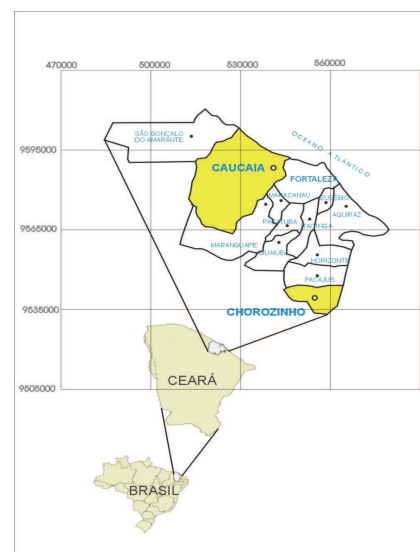 470000 500000 530000 560000
9595000
9565000
9535000
9505000
OCEANO ATLÂNTICO
SÃO GONÇALO
DO AMARANTE
CAUCAIA
FORTALEZA
MARACANAÚ
EUSÉBIO
AQUIRÁZ
PACATUBA
ITAITINGA
MARANGUAPE
GUAIÚBA
HORIZONTE
PACAJUS
CHOROZINHO
CEARÁ
BRASIL